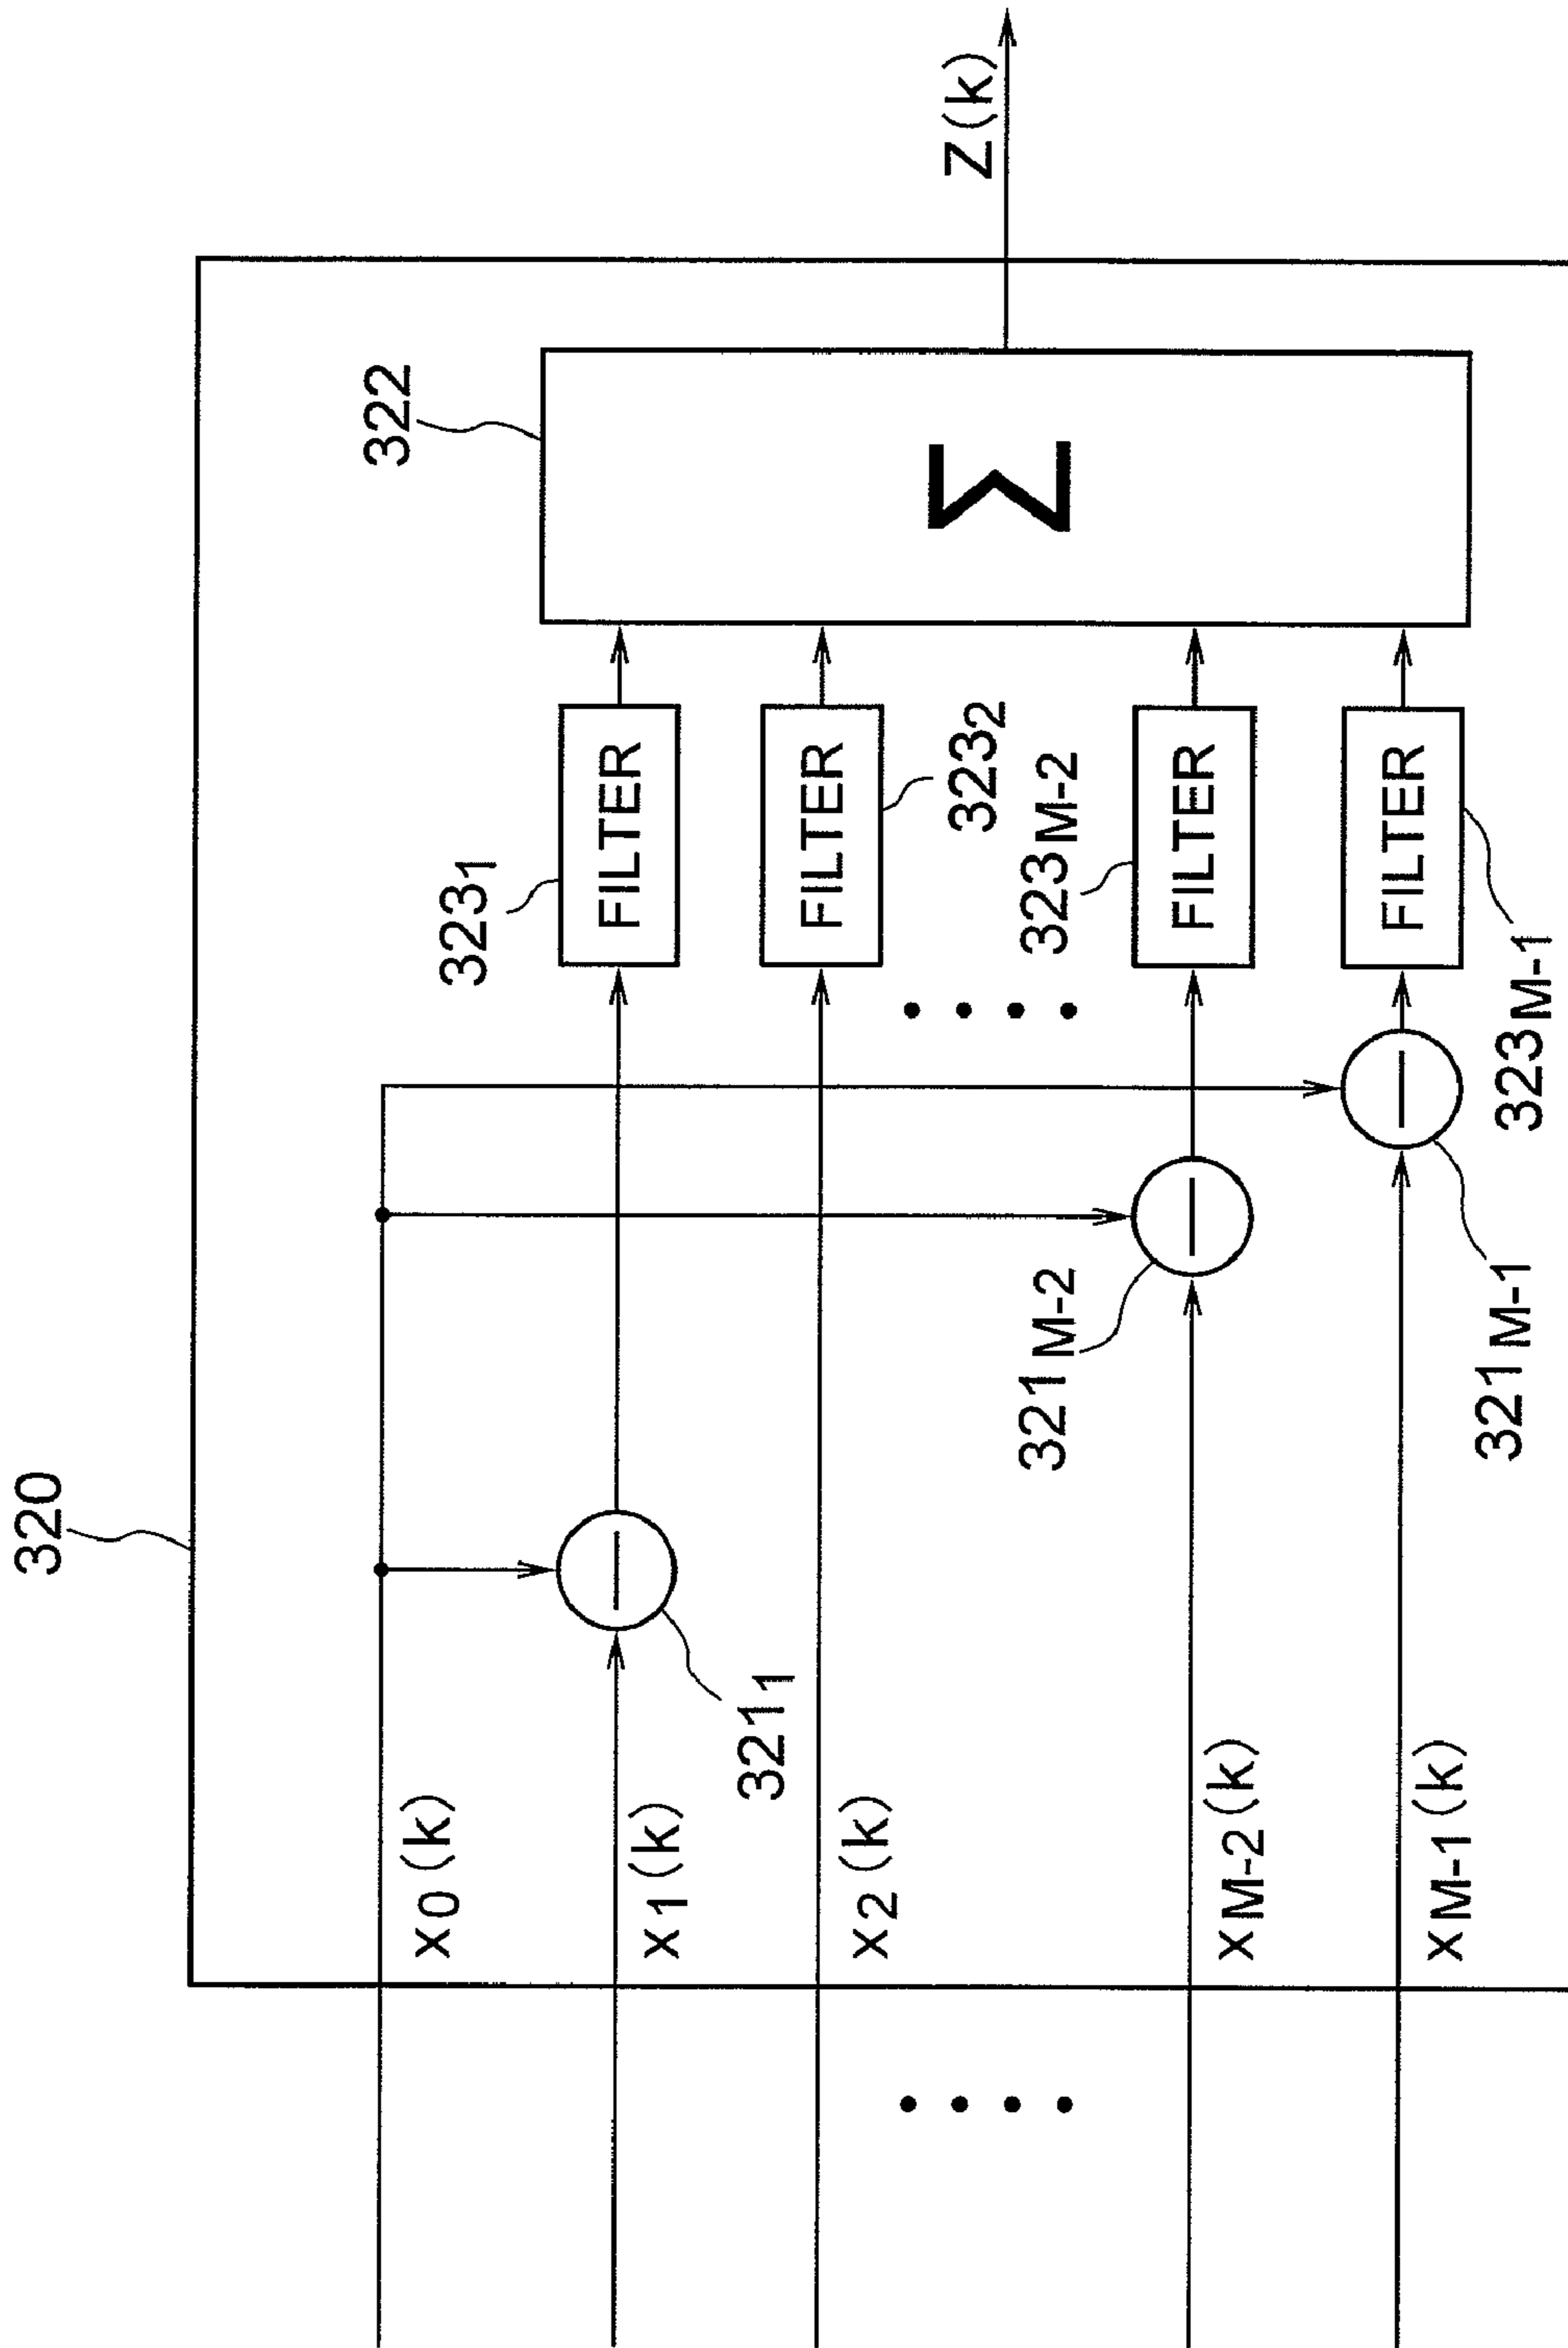 320
X0(k)
X1(k)
X2(k)
XM-2(k)
XM-1(k)
3211
321M-2
321M-1
3231
FILTER
FILTER
3232
323M-2
FILTER
FILTER
323M-1
322
Σ
Z(k)